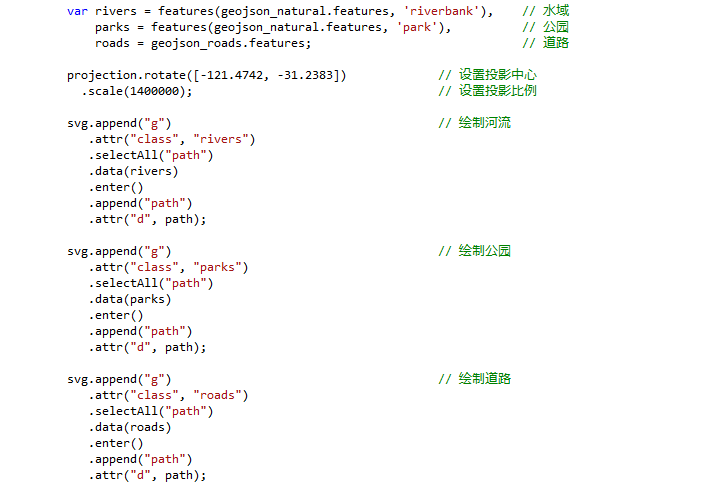 var rivers = features(geojson_natural.features, 'riverbank'),    // 水域
    parks = features(geojson_natural.features, 'park'),          // 公园
    roads = geojson_roads.features;                              // 道路
projection.rotate([-121.4742, -31.2383])             // 设置投影中心
  .scale(1400000);                                   // 设置投影比例
svg.append("g")                                      // 绘制河流
   .attr("class", "rivers")
   .selectAll("path")
   .data(rivers)
   .enter()
   .append("path")
   .attr("d", path);
svg.append("g")                                      // 绘制公园
   .attr("class", "parks")
   .selectAll("path")
   .data(parks)
   .enter()
   .append("path")
   .attr("d", path);
svg.append("g")                                      // 绘制道路
   .attr("class", "roads")
   .selectAll("path")
   .data(roads)
   .enter()
   .append("path")
   .attr("d", path);